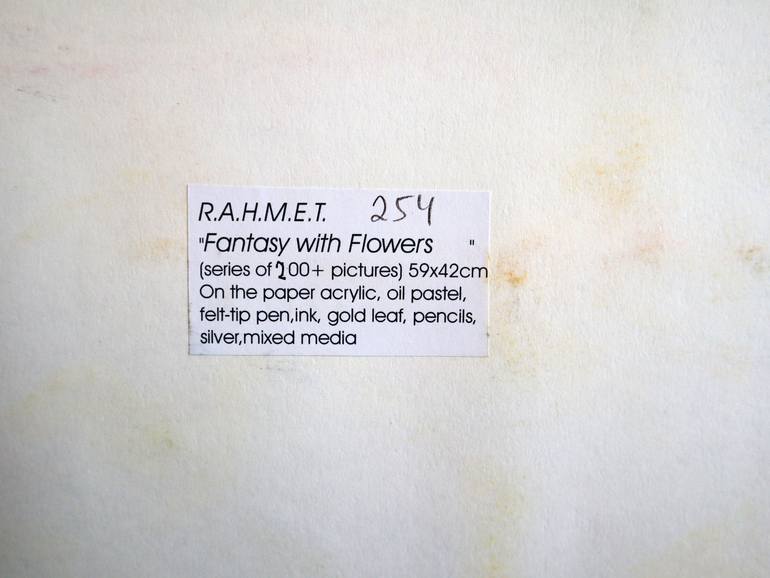 R.A.H.M.E.T. 254
"Fantasy with Flowers "
(series of 200+ pictures) 59x42cm
On the paper acrylic, oil pastel,
felt-tip pen,ink, gold leaf, pencils,
silver,mixed media